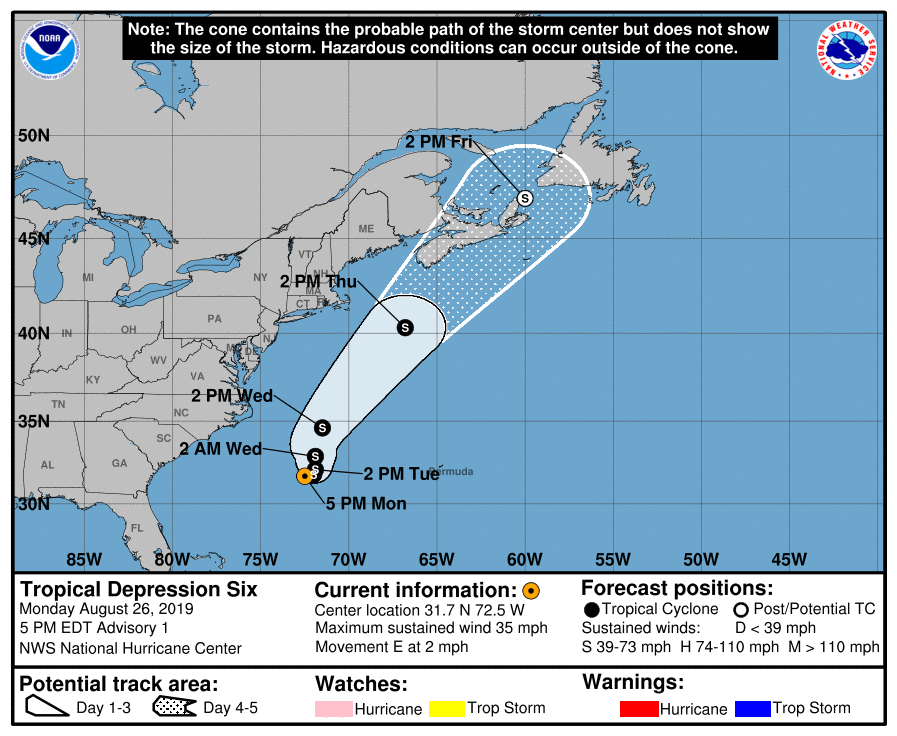 Note: The cone contains the probable path of the storm center but does not show
the size of the storm. Hazardous conditions can occur outside of the cone.
NOAA
NATIONAL WEATHER SERVICE
50N
45N
40N
35N
30N
2 PM Fri
S
ME
VT
NH
MI
NY
2 PM Thu
MA
CT
S
PA
IN
OH
NJ
DE
WV
KY
VA
2 PM Wed
TN
NC
S
SC
2 AM Wed
S
AL
GA
2 PM Tue
Bermuda
S
S
5 PM Mon
FL
85W 80W 75W 70W 65W 60W 55W 50W 45W
Tropical Depression Six
Monday August 26, 2019
5 PM EDT Advisory 1
NWS National Hurricane Center
Current information:
Center location 31.7 N 72.5 W
Maximum sustained wind 35 mph
Movement E at 2 mph
Forecast positions:
Tropical Cyclone Post/Potential TC
Sustained winds: D < 39 mph
S 39-73 mph H 74-110 mph M > 110 mph
Potential track area:
Day 1-3 Day 4-5
Watches:
Hurricane Trop Storm
Warnings:
Hurricane Trop Storm